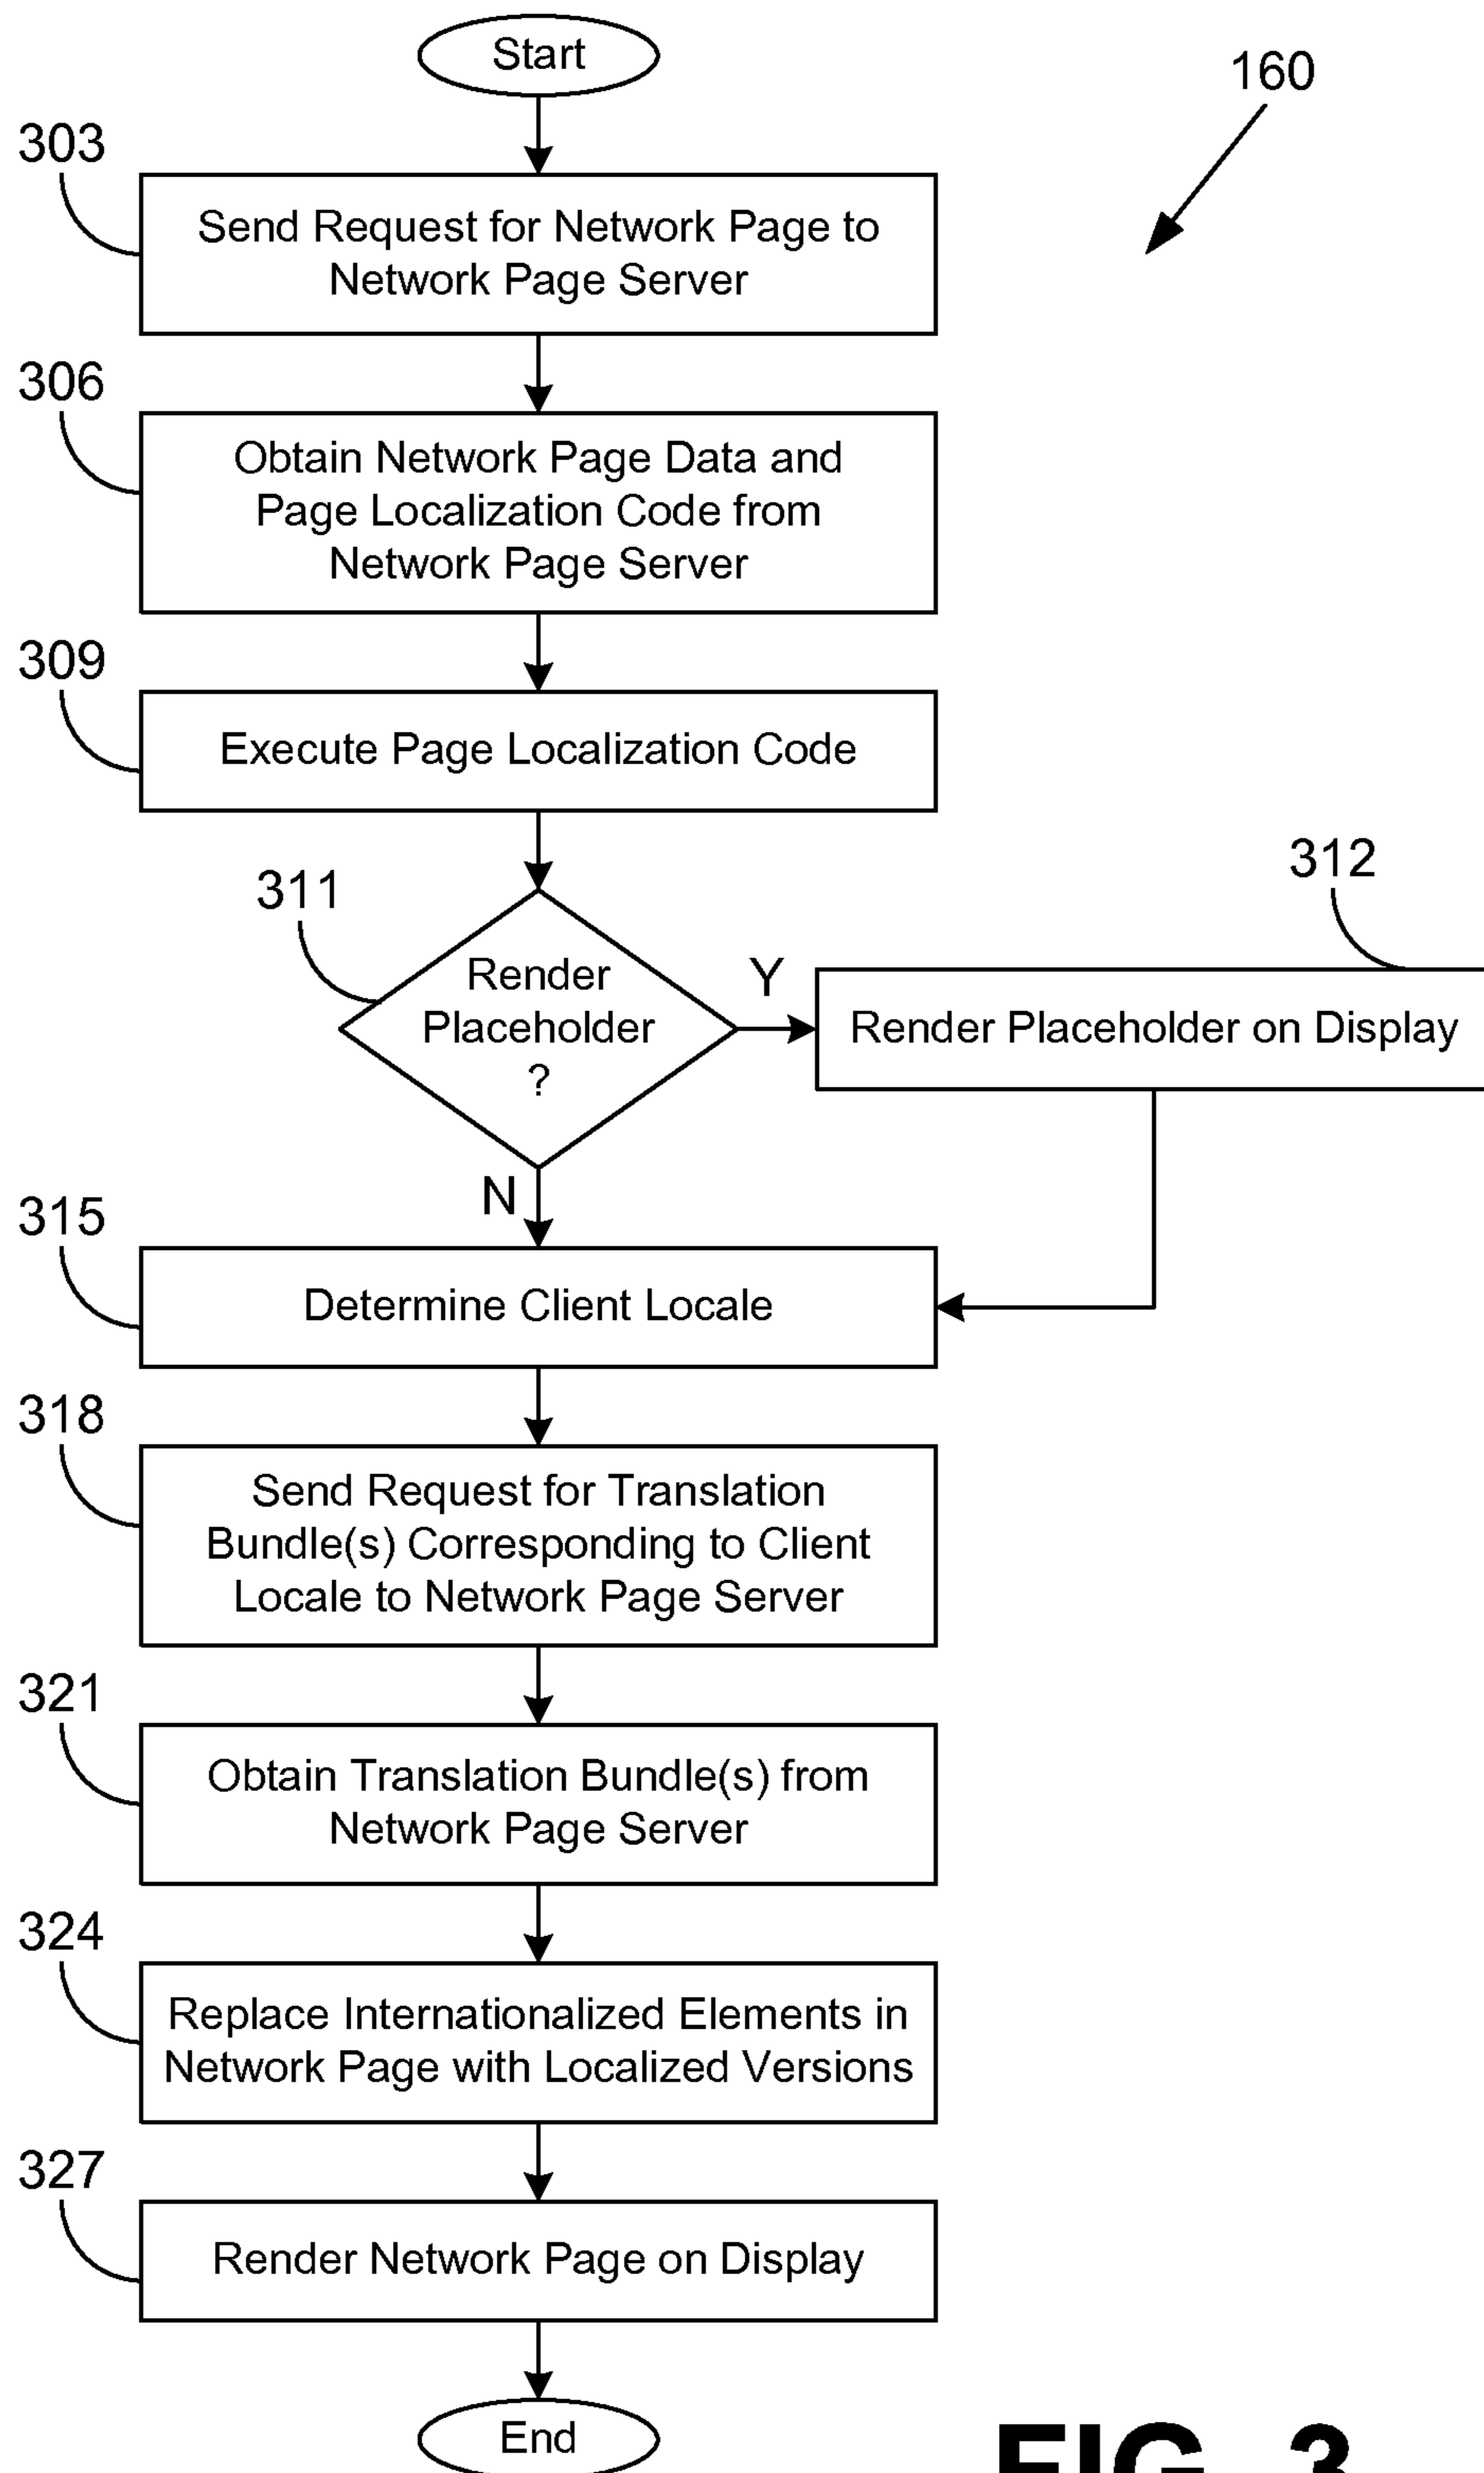 Start
160
303
Send Request for Network Page to
Network Page Server
306
Obtain Network Page Data and
Page Localization Code from
Network Page Server
309
Execute Page Localization Code
311
312
Render
Placeholder
?
Y
Render Placeholder on Display
N
315
Determine Client Locale
318
Send Request for Translation
Bundle(s) Corresponding to Client
Locale to Network Page Server
321
Obtain Translation Bundle(s) from
Network Page Server
324
Replace Internationalized Elements in
Network Page with Localized Versions
327
Render Network Page on Display
End
FIG. 3